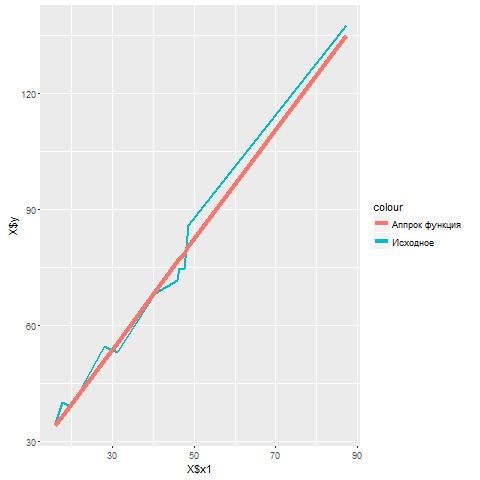 120
90
60
30
30
50
70
90
X$y
X$x1
colour
Аппрок функция
Исходное